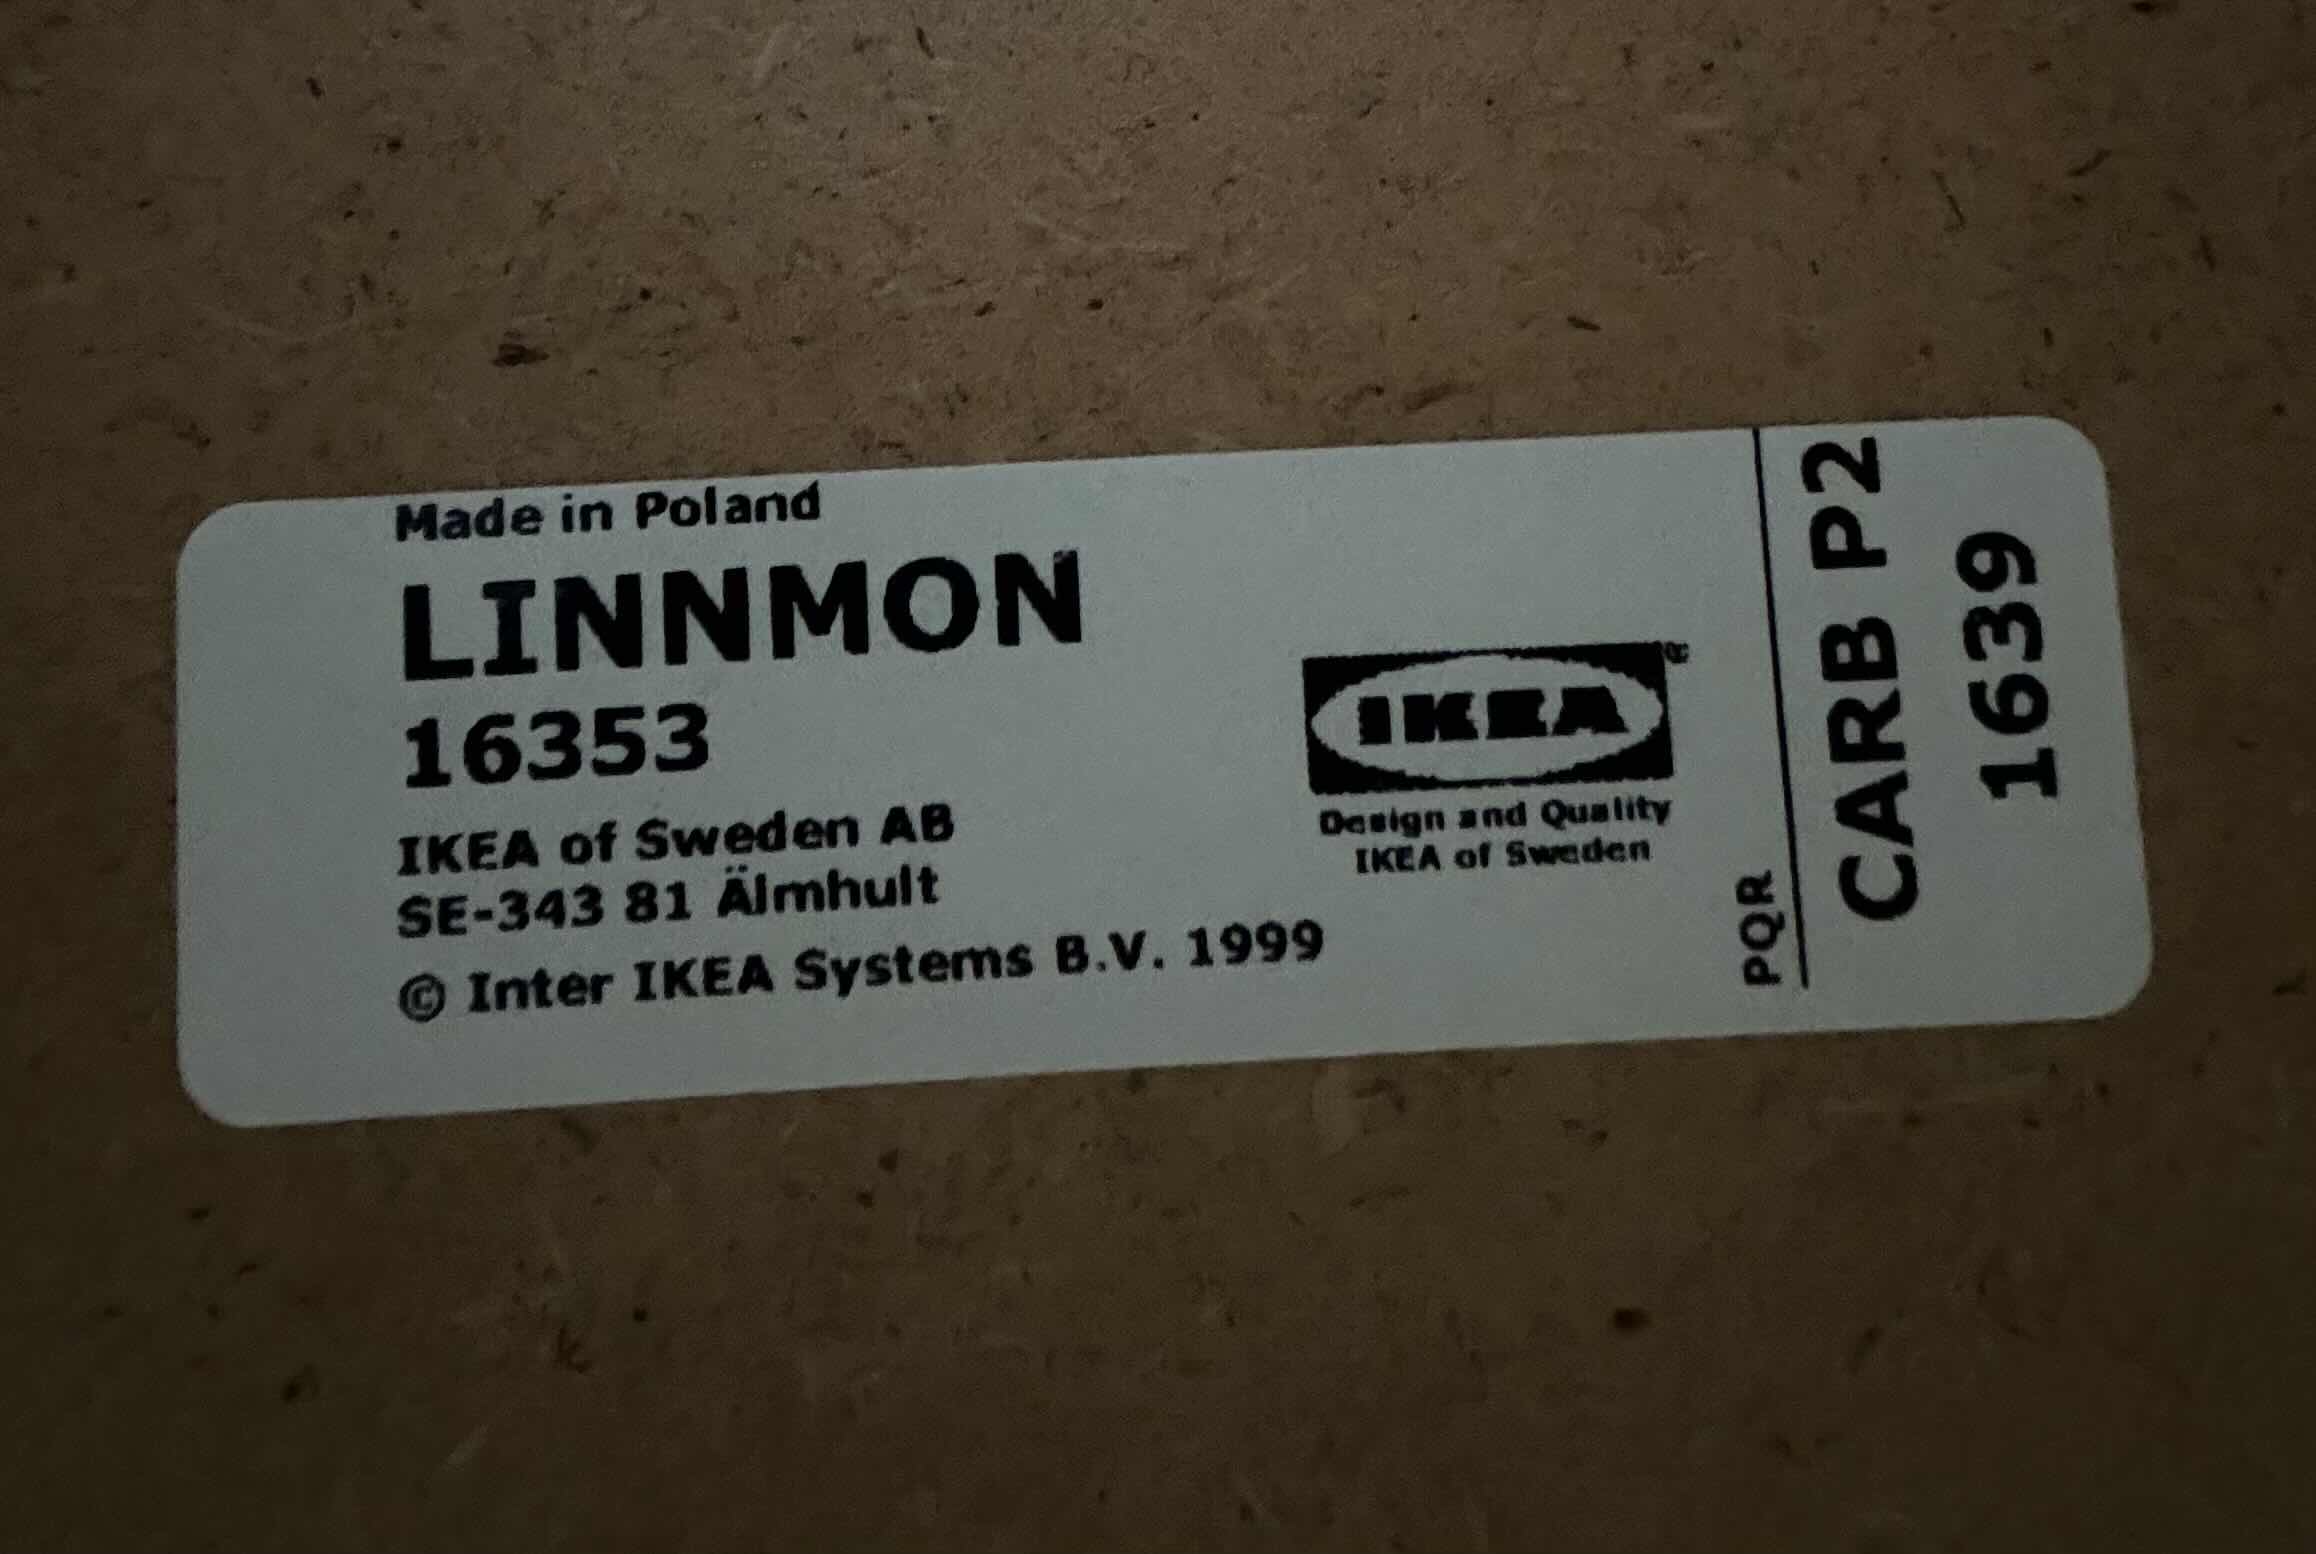 Made in Poland
LINNMON
16353
IKEA of Sweden AB
SE-343 81 Älmhult
© Inter IKEA Systems B.V. 1999
IKEA®
Design and Quality
IKEA of Sweden
PQR
CARB P2
1639